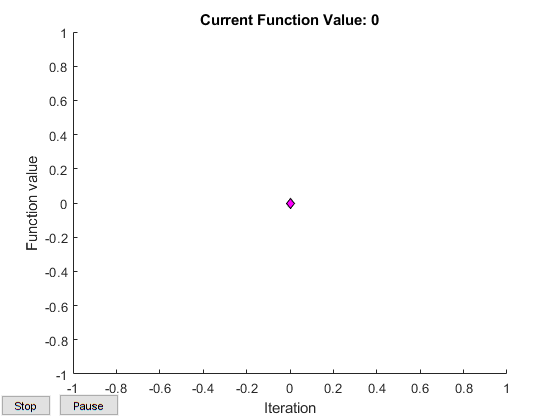 Current Function Value: 0
1
0.8
0.6
0.4
0.2
0
-0.2
-0.4
-0.6
-0.8
-1
Function value
-1 -0.8 -0.6 -0.4 -0.2 0 0.2 0.4 0.6 0.8 1
Iteration
Stop Pause